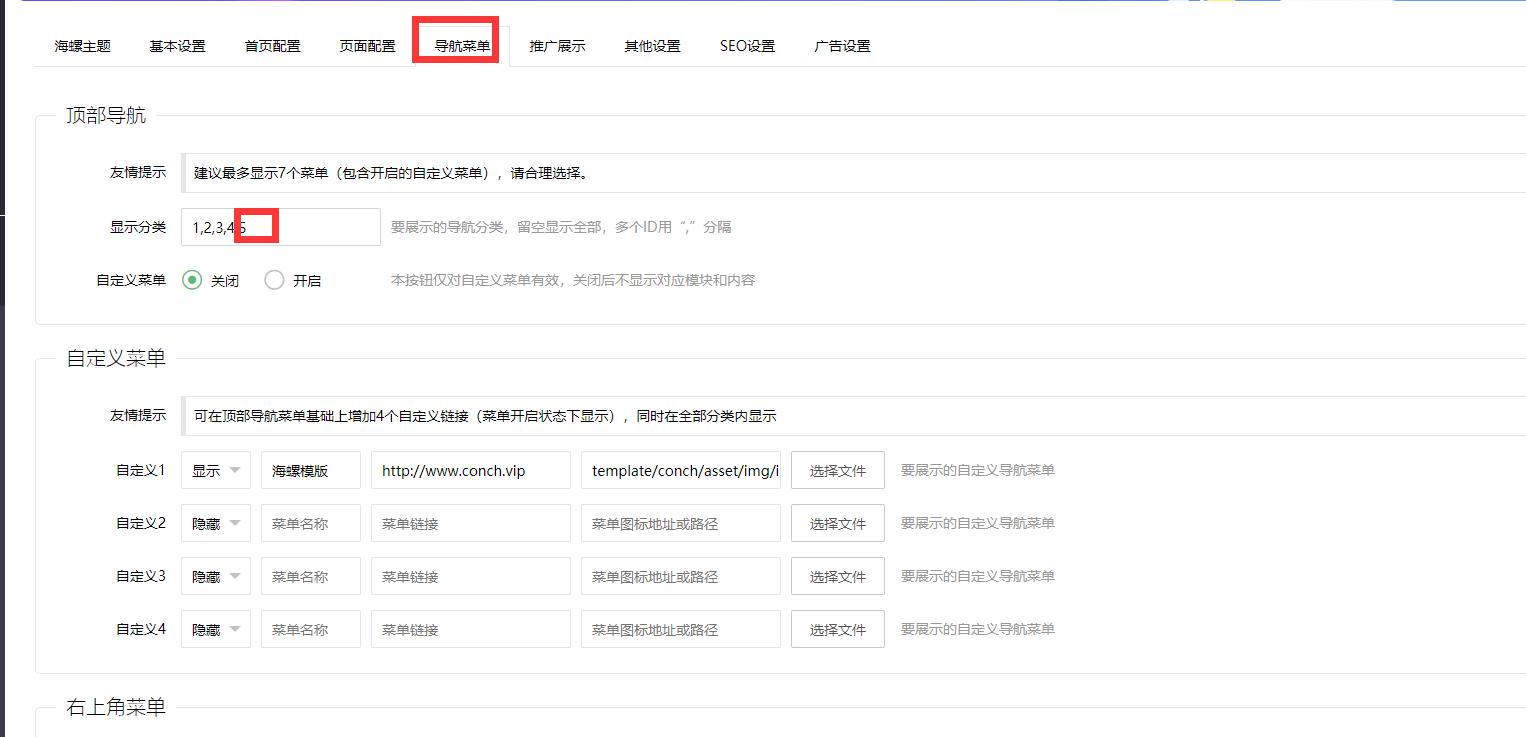 海螺主题 基本设置 首页配置 页面配置 导航菜单 推广展示 其他设置 SEO设置 广告设置
顶部导航
友情提示 建议最多显示7个菜单（包含开启的自定义菜单），请合理选择。
显示分类 1,2,3,4,5 要展示的导航分类，留空显示全部，多个ID用“,”分隔
自定义菜单 关闭 开启 本按钮仅对自定义菜单有效，关闭后不显示对应模块和内容
自定义菜单
友情提示 可在顶部导航菜单基础上增加4个自定义链接（菜单开启状态下显示），同时在全部分类内显示
自定义1 显示 海螺模版 http://www.conch.vip template/conch/asset/img/i 选择文件 要展示的自定义导航菜单
自定义2 隐藏 菜单名称 菜单链接 菜单图标地址或路径 选择文件 要展示的自定义导航菜单
自定义3 隐藏 菜单名称 菜单链接 菜单图标地址或路径 选择文件 要展示的自定义导航菜单
自定义4 隐藏 菜单名称 菜单链接 菜单图标地址或路径 选择文件 要展示的自定义导航菜单
右上角菜单